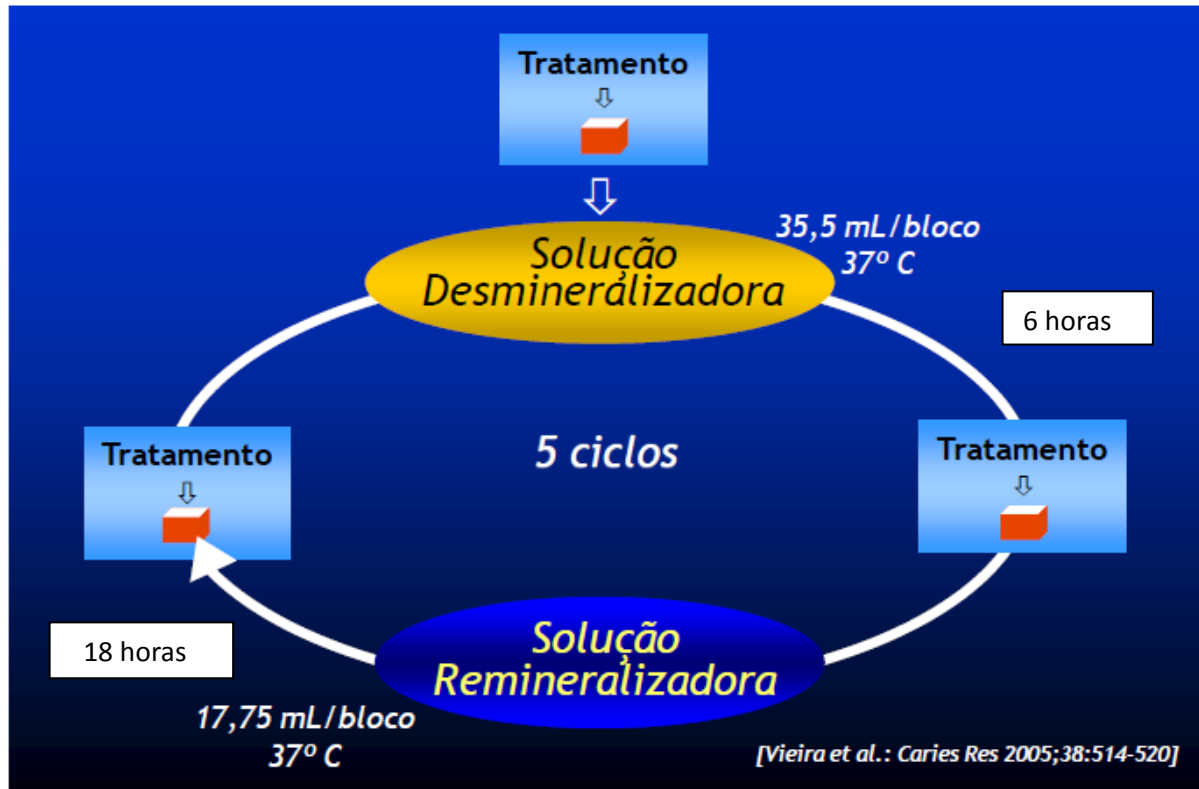 Tratamento
Solução
Desmineralizadora
35,5 mL/bloco
37º C
6 horas
Tratamento
5 ciclos
Tratamento
Solução
Remineralizadora
18 horas
17,75 mL/bloco
37º C
[Vieira et al.: Caries Res 2005;38:514-520]